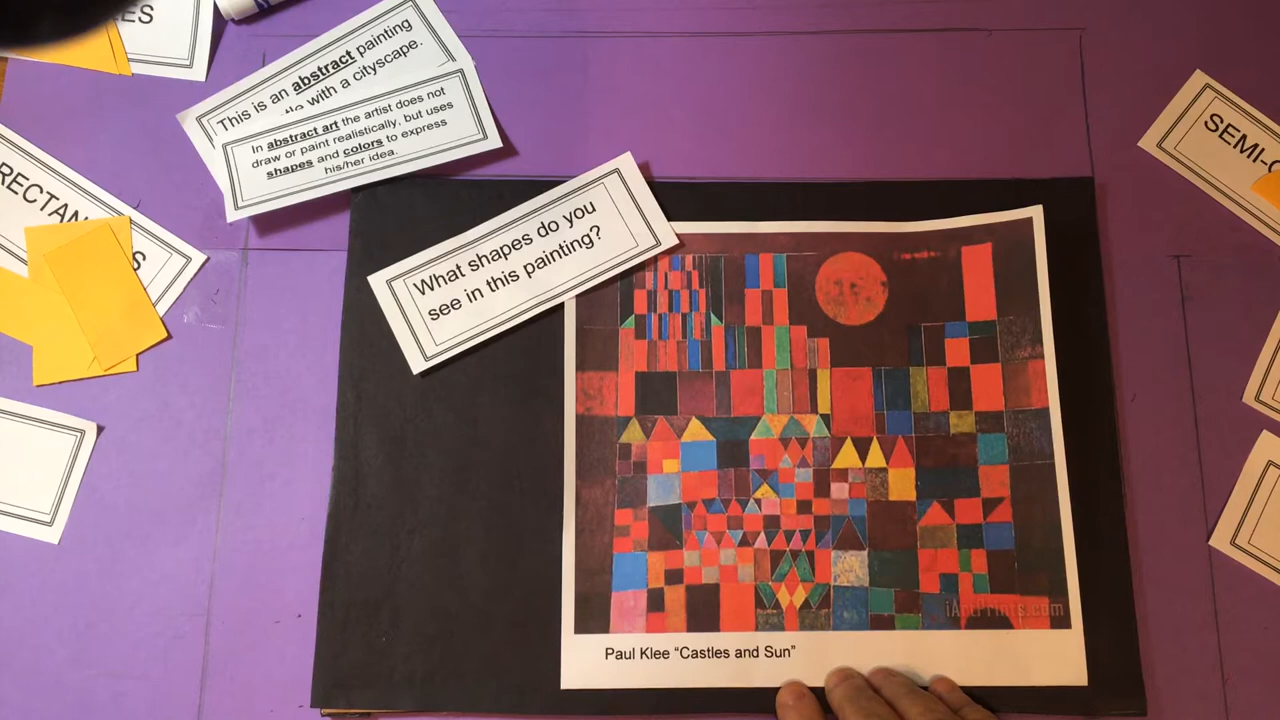 This is an abstract painting
with a cityscape.
In abstract art the artist does not
draw or paint realistically, but uses
shapes and colors to express
his/her idea.
What shapes do you
see in this painting?
RECTAN
S
ES
SEMI-
iArtPrints.com
Paul Klee "Castles and Sun"